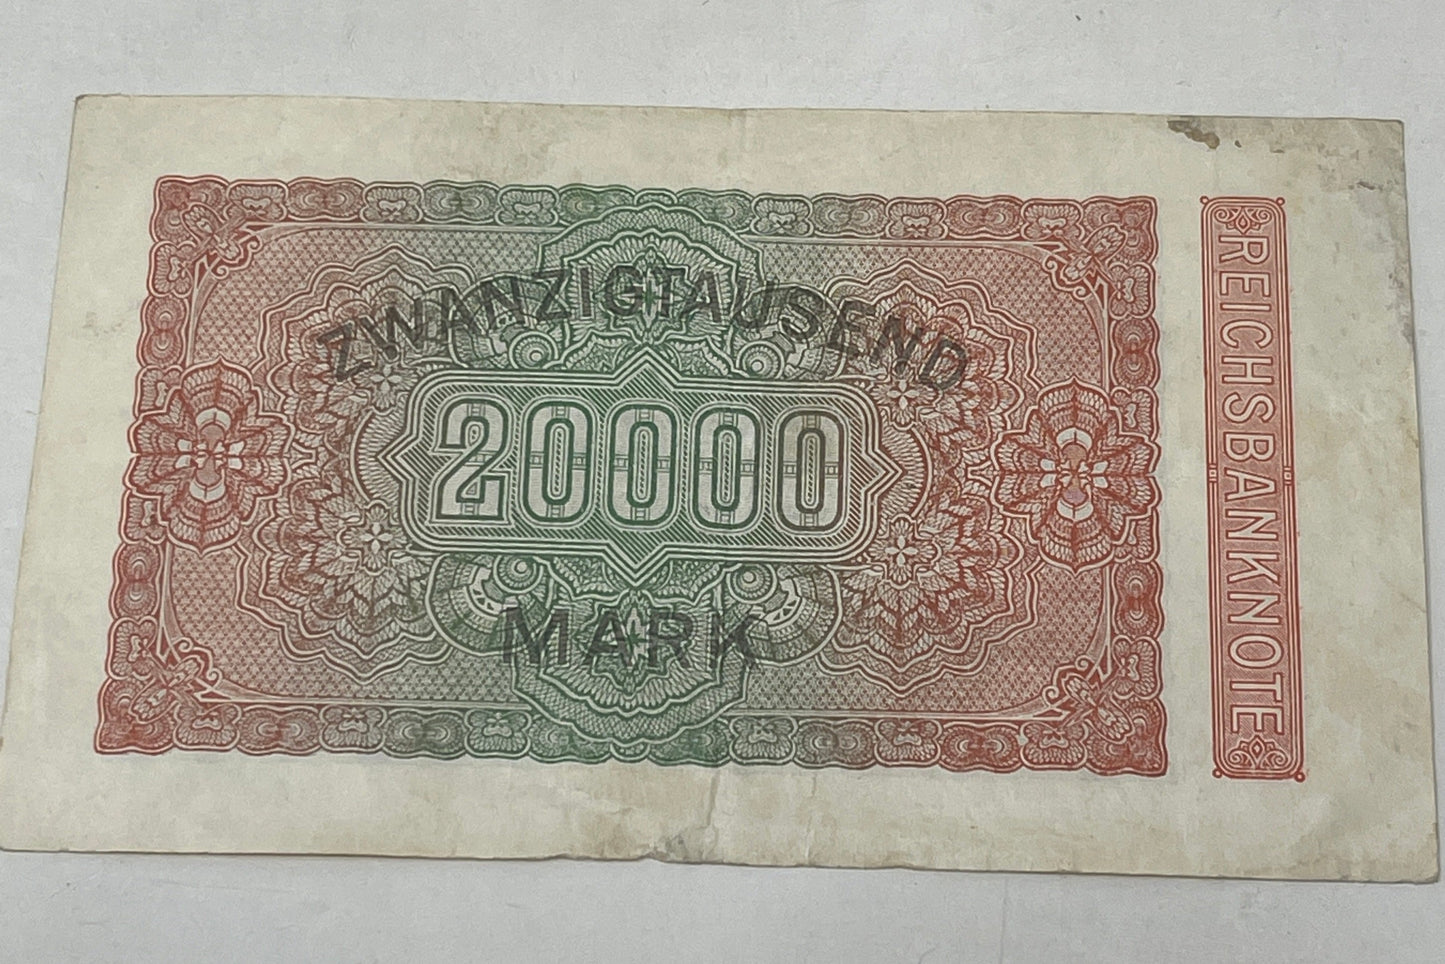 ZWANZIGTAUSEND
20000
MARK
REICHSBANKNOTE